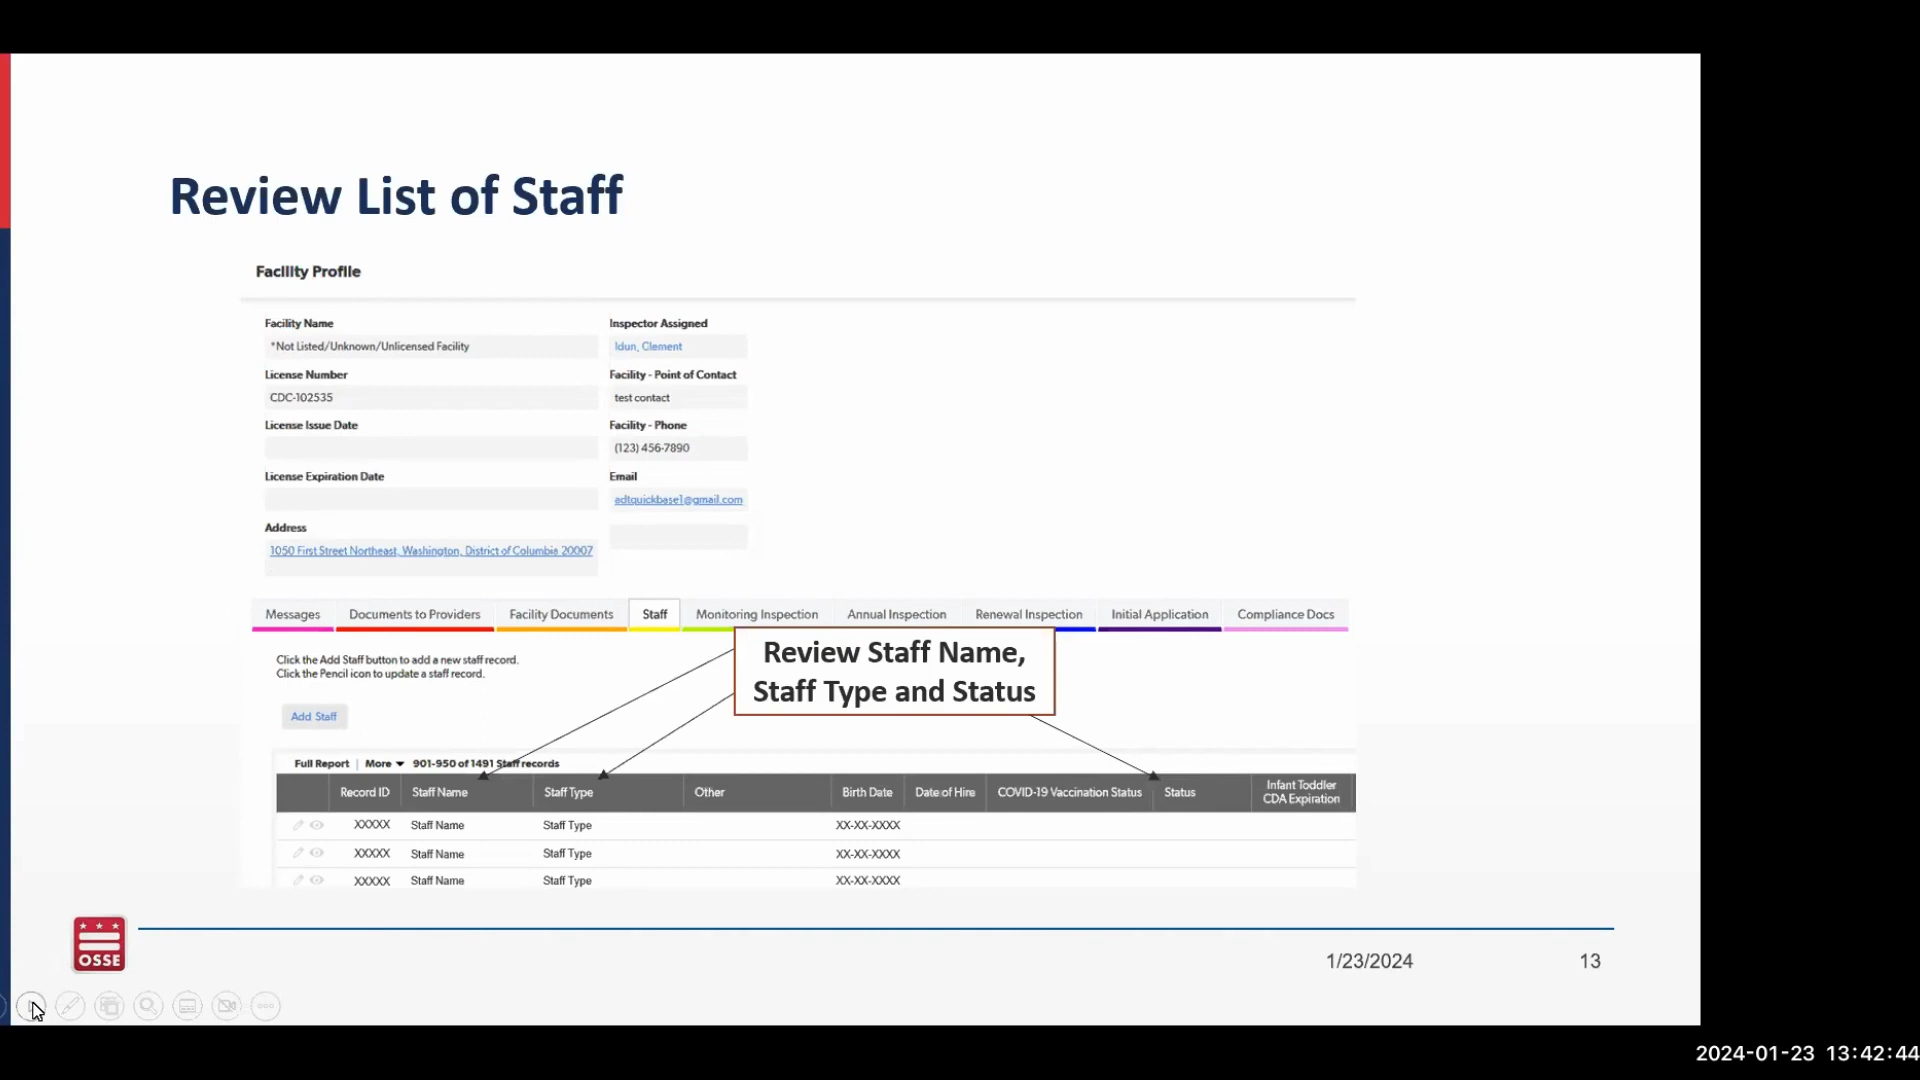 Review List of Staff
Facility Profile
Facility Name
*Not Listed/Unknown/Unlicensed Facility
License Number
CDC-102535
License Issue Date
License Expiration Date
Address
1050 First Street Northeast, Washington, District of Columbia 20007
Inspector Assigned
Idun, Clement
Facility - Point of Contact
test contact
Facility - Phone
(123) 456-7890
Email
adtquickbase1@gmail.com
Messages Documents to Providers Facility Documents Staff Monitoring Inspection Annual Inspection Renewal Inspection Initial Application Compliance Docs
Click the Add Staff button to add a new staff record.
Click the Pencil icon to update a staff record.
Review Staff Name,
Staff Type and Status
Add Staff
Full Report | More 901-950 of 1491 Staff records
Record ID Staff Name Staff Type Other Birth Date Date of Hire COVID-19 Vaccination Status Status Infant Toddler
CDA Expiration
XXXXX Staff Name Staff Type XX-XX-XXXX
XXXXX Staff Name Staff Type XX-XX-XXXX
XXXXX Staff Name Staff Type XX-XX-XXXX
OSSE
1/23/2024 13
2024-01-23 13:42:44